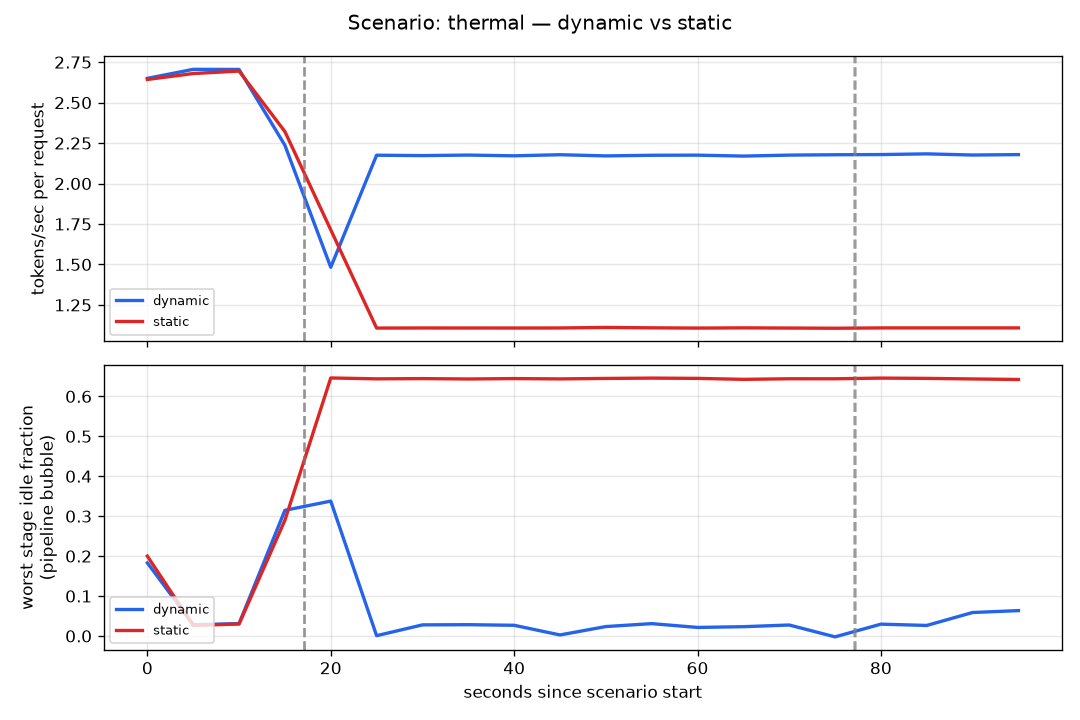 Scenario: thermal — dynamic vs static
tokens/sec per request
2.75
2.50
2.25
2.00
1.75
1.50
1.25
dynamic
static
worst stage idle fraction
(pipeline bubble)
0.6
0.5
0.4
0.3
0.2
0.1
0.0
dynamic
static
0 20 40 60 80
seconds since scenario start